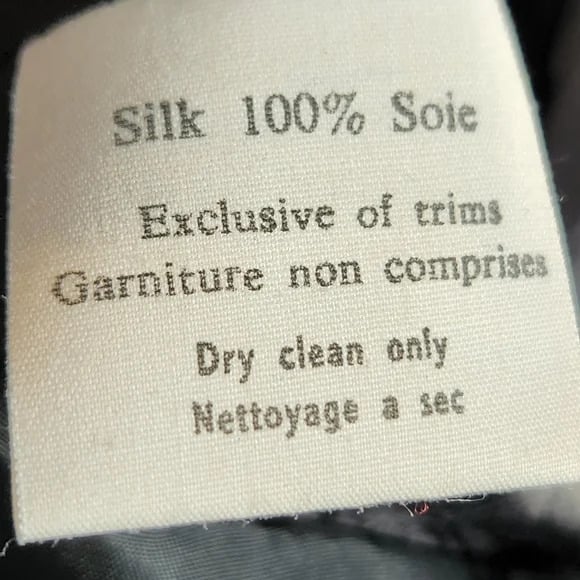 Silk 100% Soie
Exclusive of trims
Garniture non comprises
Dry clean only
Nettoyage a sec